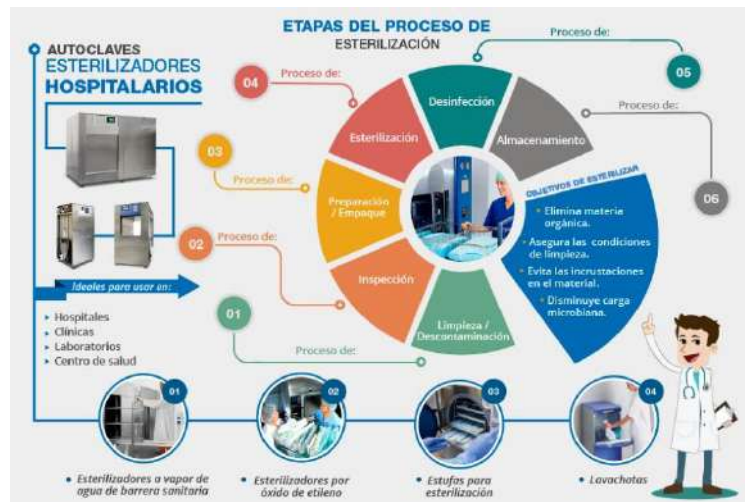 AUTOCLAVES
ESTERILIZADORES
HOSPITALARIOS
Ideales para usar en:
Hospitales
Clínicas
Laboratorios
Centro de salud
ETAPAS DEL PROCESO DE
ESTERILIZACIÓN
01
Proceso de:
Limpieza /
Descontaminación
02
Proceso de:
Inspección
03
Proceso de:
Preparación
/ Empaque
04
Proceso de:
Esterilización
Proceso de:
05
Desinfección
Proceso de:
06
Almacenamiento
OBJETIVOS DE ESTERILIZAR
Elimina materia
orgánica.
Asegura las condiciones
de limpieza.
Evita las incrustaciones
en el material.
Disminuye carga
microbiana.
01
Esterilizadores a vapor de
agua de barrera sanitaria
02
Esterilizadores por
óxido de etileno
03
Estufas para
esterilización
04
Lavachatas